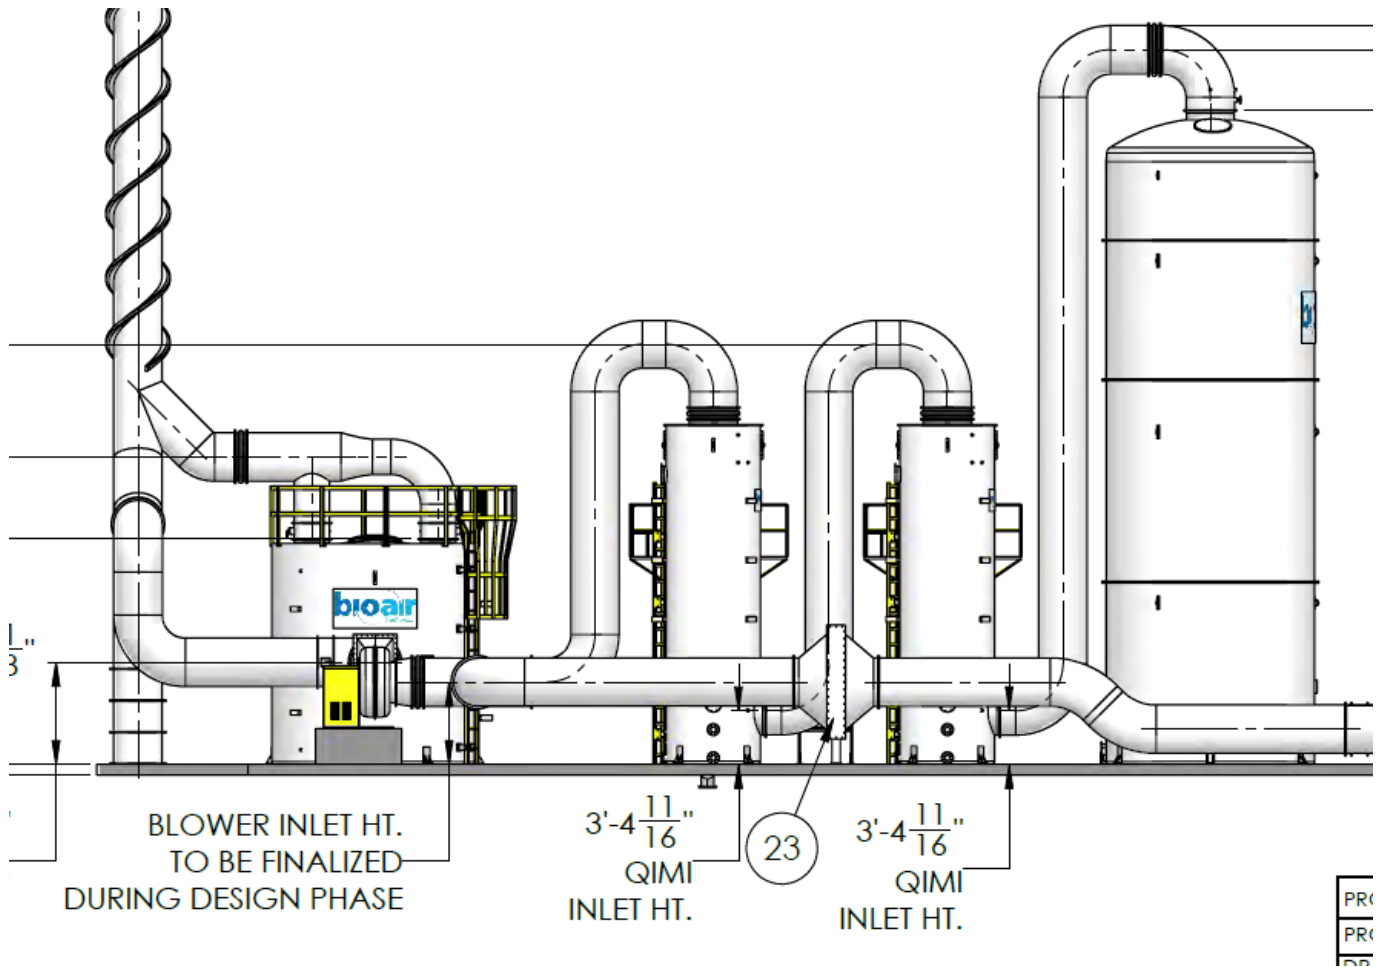 bioair
BLOWER INLET HT.
TO BE FINALIZED
DURING DESIGN PHASE
3'-4 11/16"
QIMI
INLET HT.
23
3'-4 11/16"
QIMI
INLET HT.